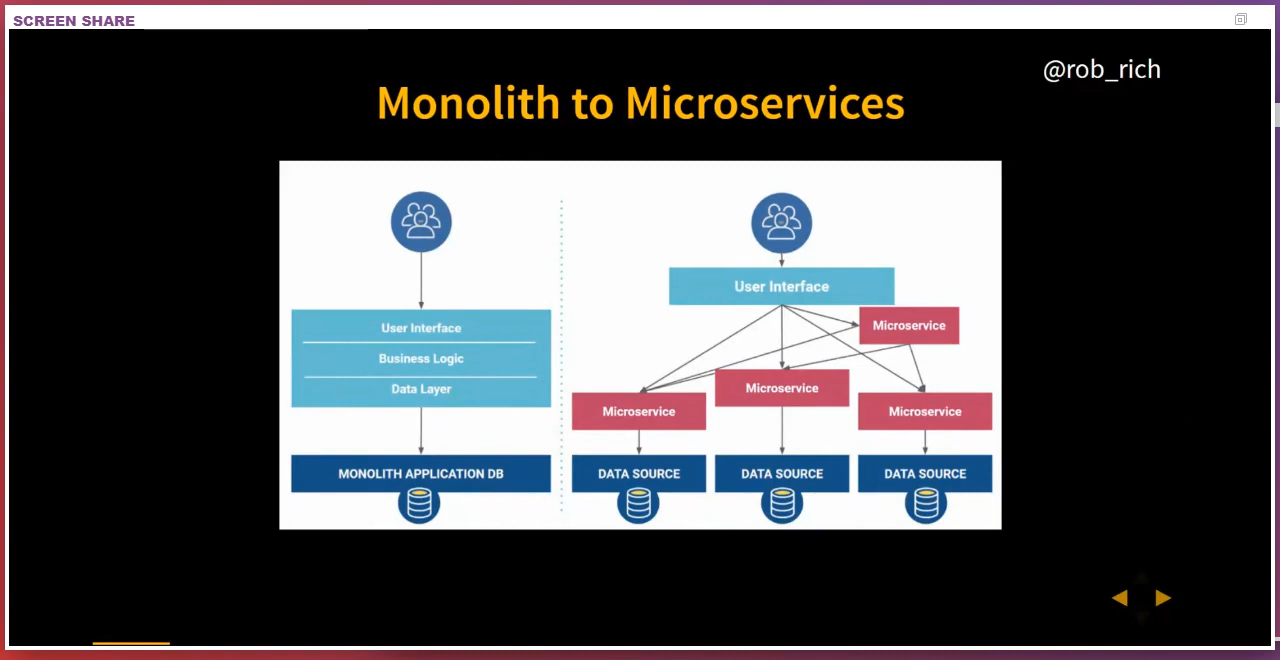 SCREEN SHARE
@rob_rich
Monolith to Microservices
User Interface
Business Logic
Data Layer
MONOLITH APPLICATION DB
User Interface
Microservice
Microservice
Microservice
Microservice
DATA SOURCE
DATA SOURCE
DATA SOURCE